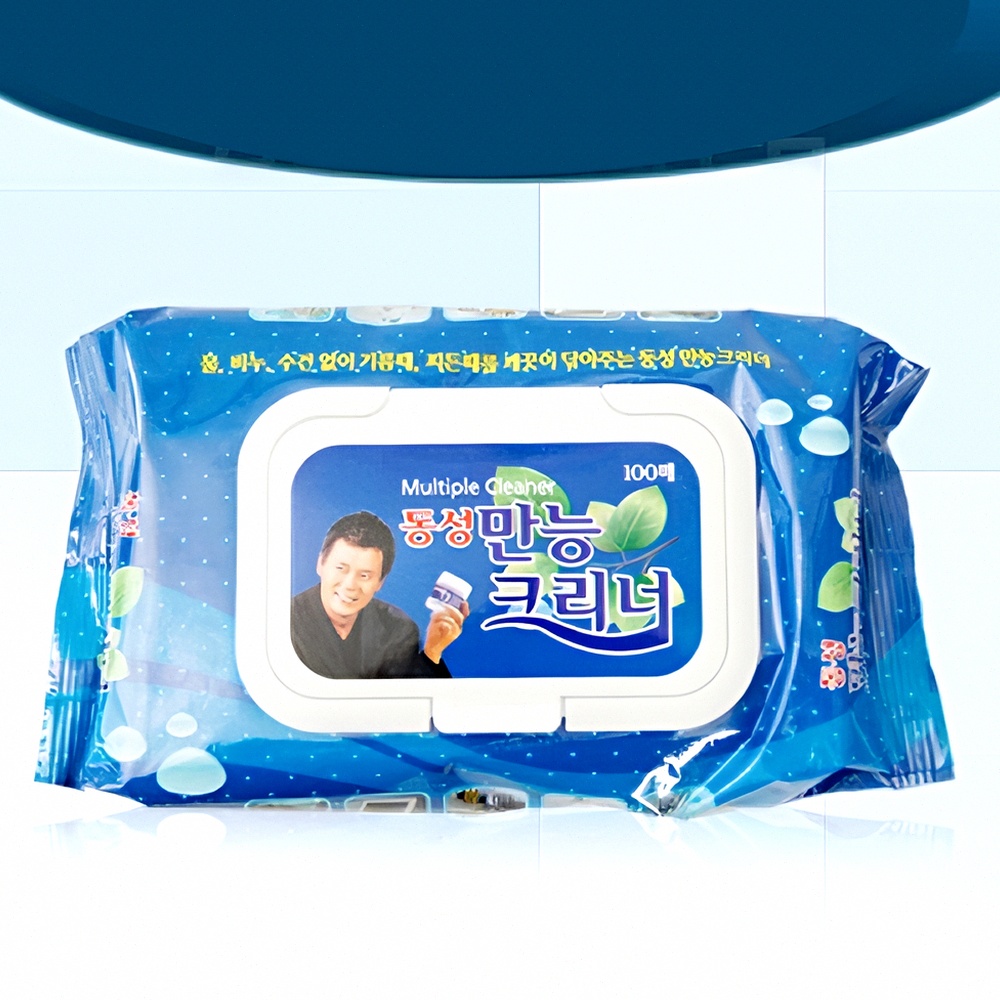 물, 비누, 수건 없이 기름때, 찌든때를 깨끗이 닦아주는 동성 만능 크리너
Multiple Cleaner
100매
동성만능
크리너
동성